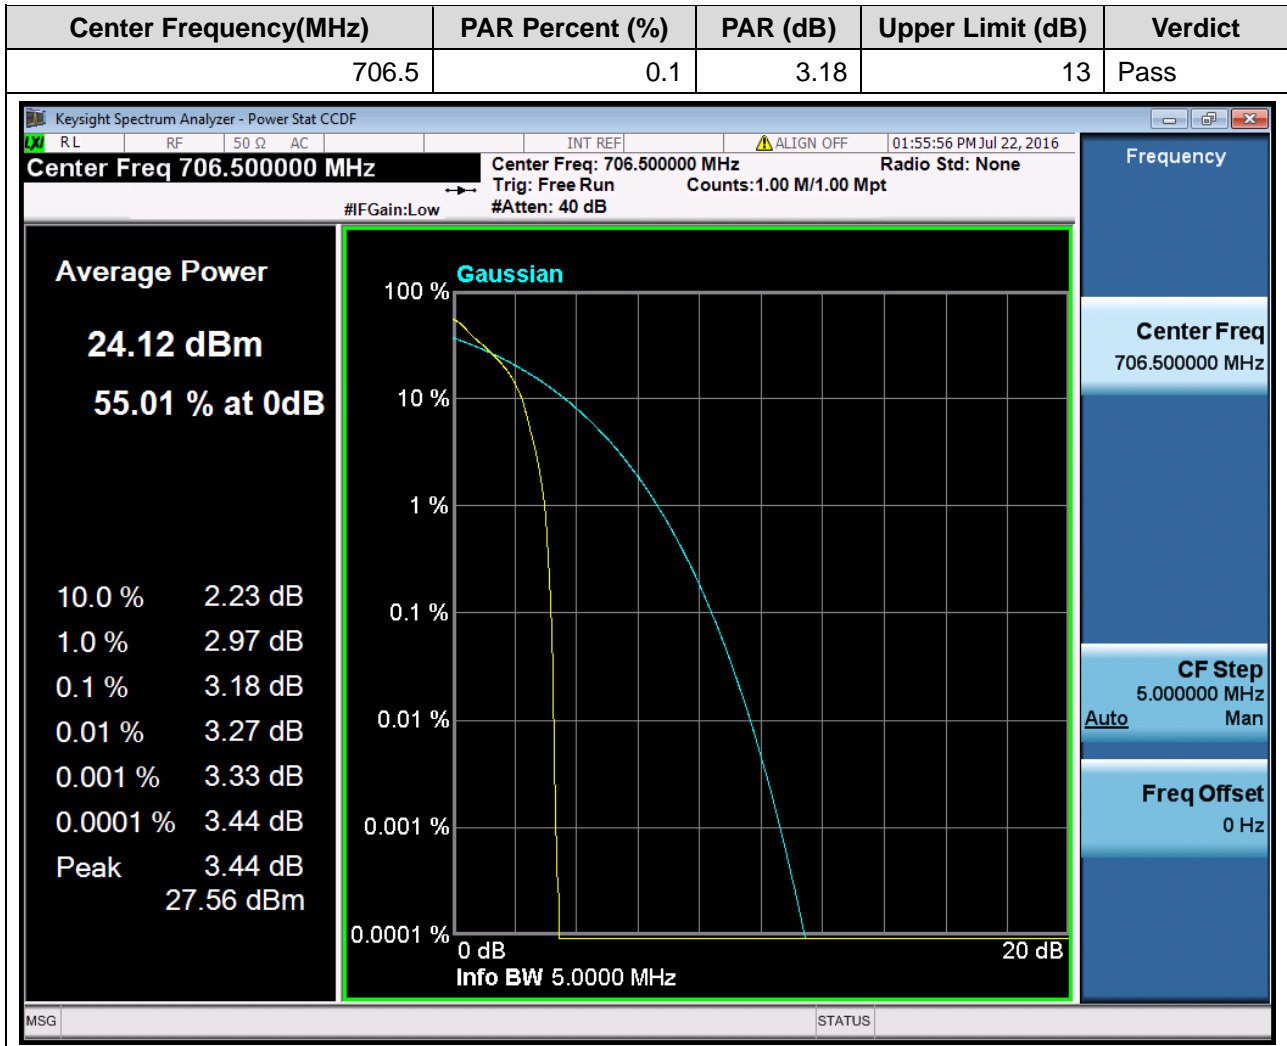 Center Frequency(MHz) PAR Percent (%) PAR (dB) Upper Limit (dB) Verdict
706.5 0.1 3.18 13 Pass
Keysight Spectrum Analyzer - Power Stat CCDF
LXI RL RF 50 Ω AC INT REF ALIGN OFF 01:55:56 PM Jul 22, 2016
Center Freq 706.500000 MHz
Center Freq: 706.500000 MHz Radio Std: None
Trig: Free Run Counts:1.00 M/1.00 Mpt
#IFGain:Low #Atten: 40 dB
Frequency
Average Power
24.12 dBm
55.01 % at 0dB
10.0 % 2.23 dB
1.0 % 2.97 dB
0.1 % 3.18 dB
0.01 % 3.27 dB
0.001 % 3.33 dB
0.0001 % 3.44 dB
Peak 3.44 dB
27.56 dBm
Gaussian
100 %
10 %
1 %
0.1 %
0.01 %
0.001 %
0.0001 %
0 dB 20 dB
Info BW 5.0000 MHz
Center Freq
706.500000 MHz
CF Step
5.000000 MHz
Auto Man
Freq Offset
0 Hz
MSG STATUS